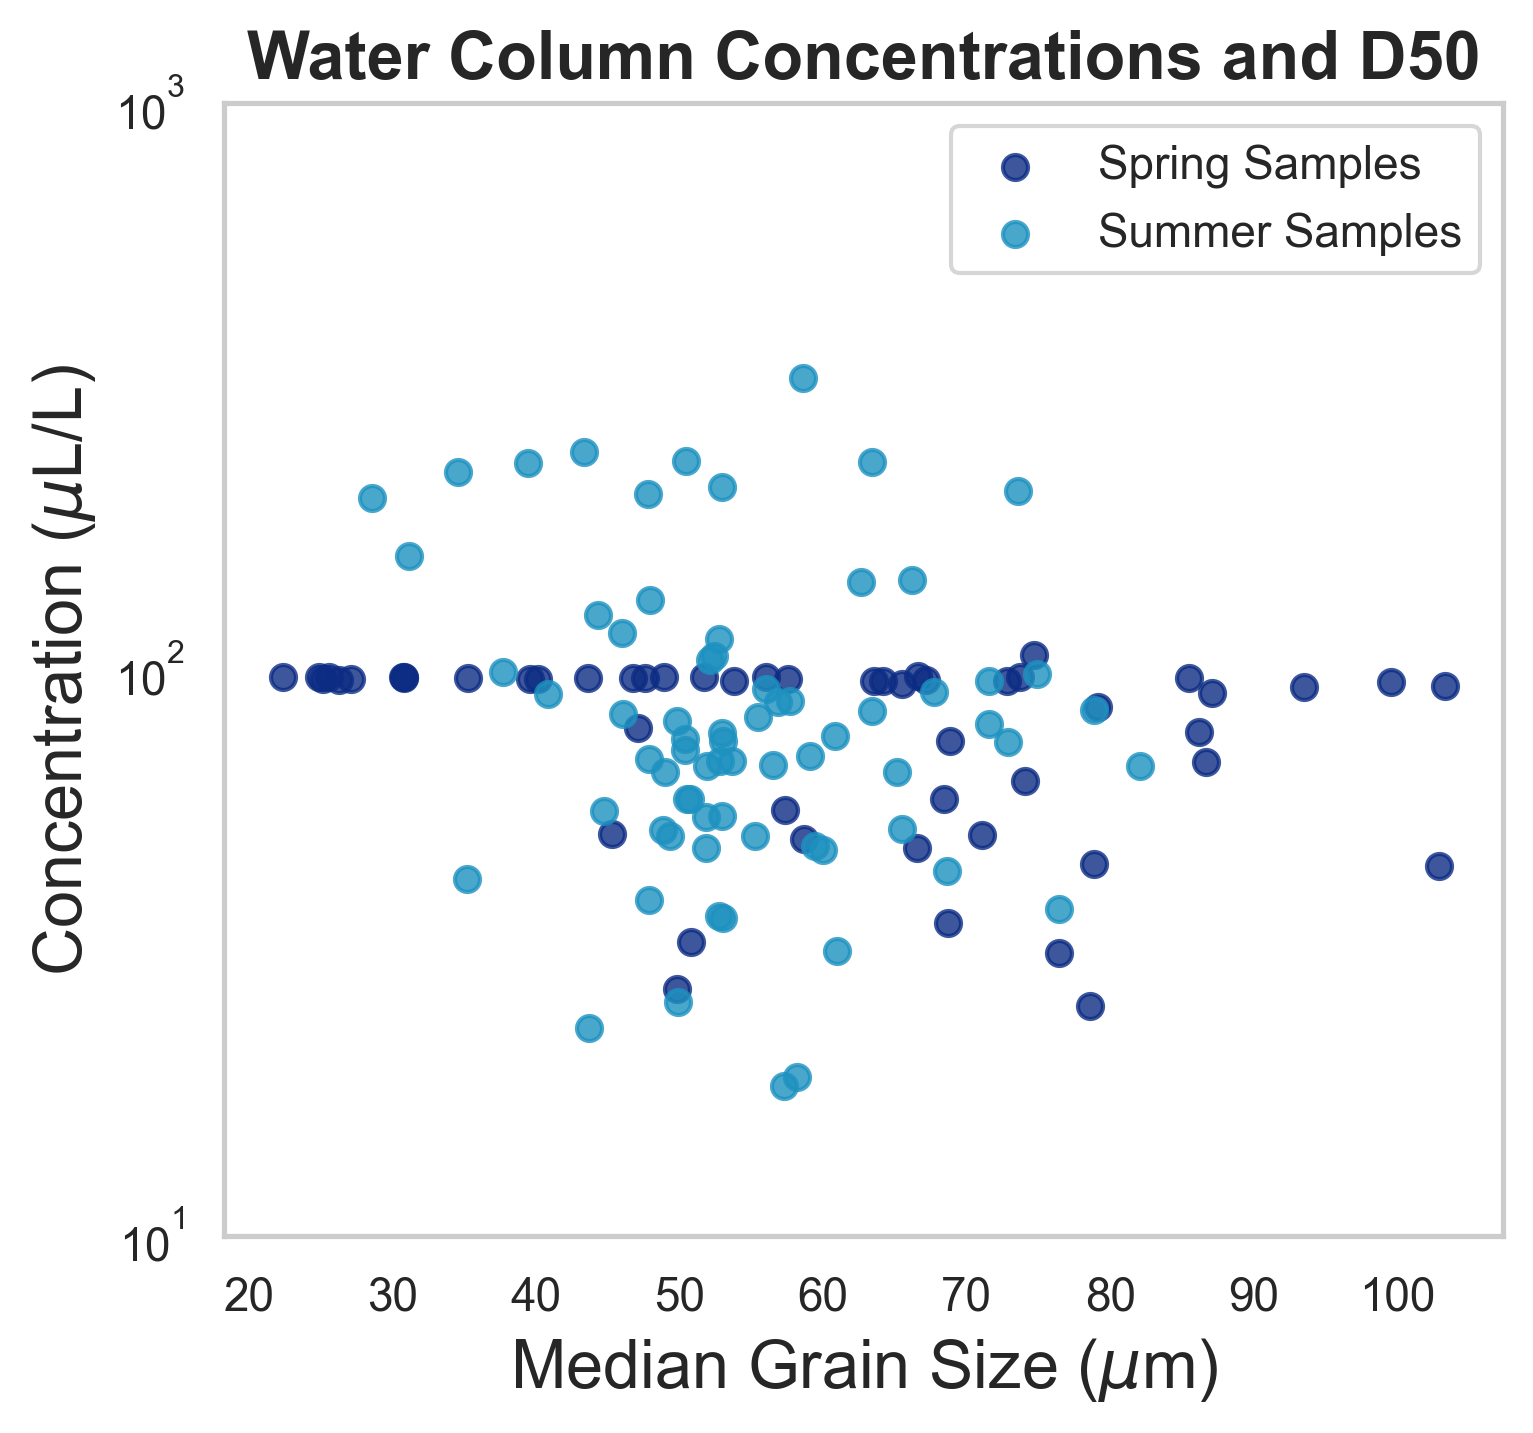 Water Column Concentrations and D50
10³
Spring Samples
Summer Samples
Concentration (μL/L)
10²
10¹
20 30 40 50 60 70 80 90 100
Median Grain Size (μm)